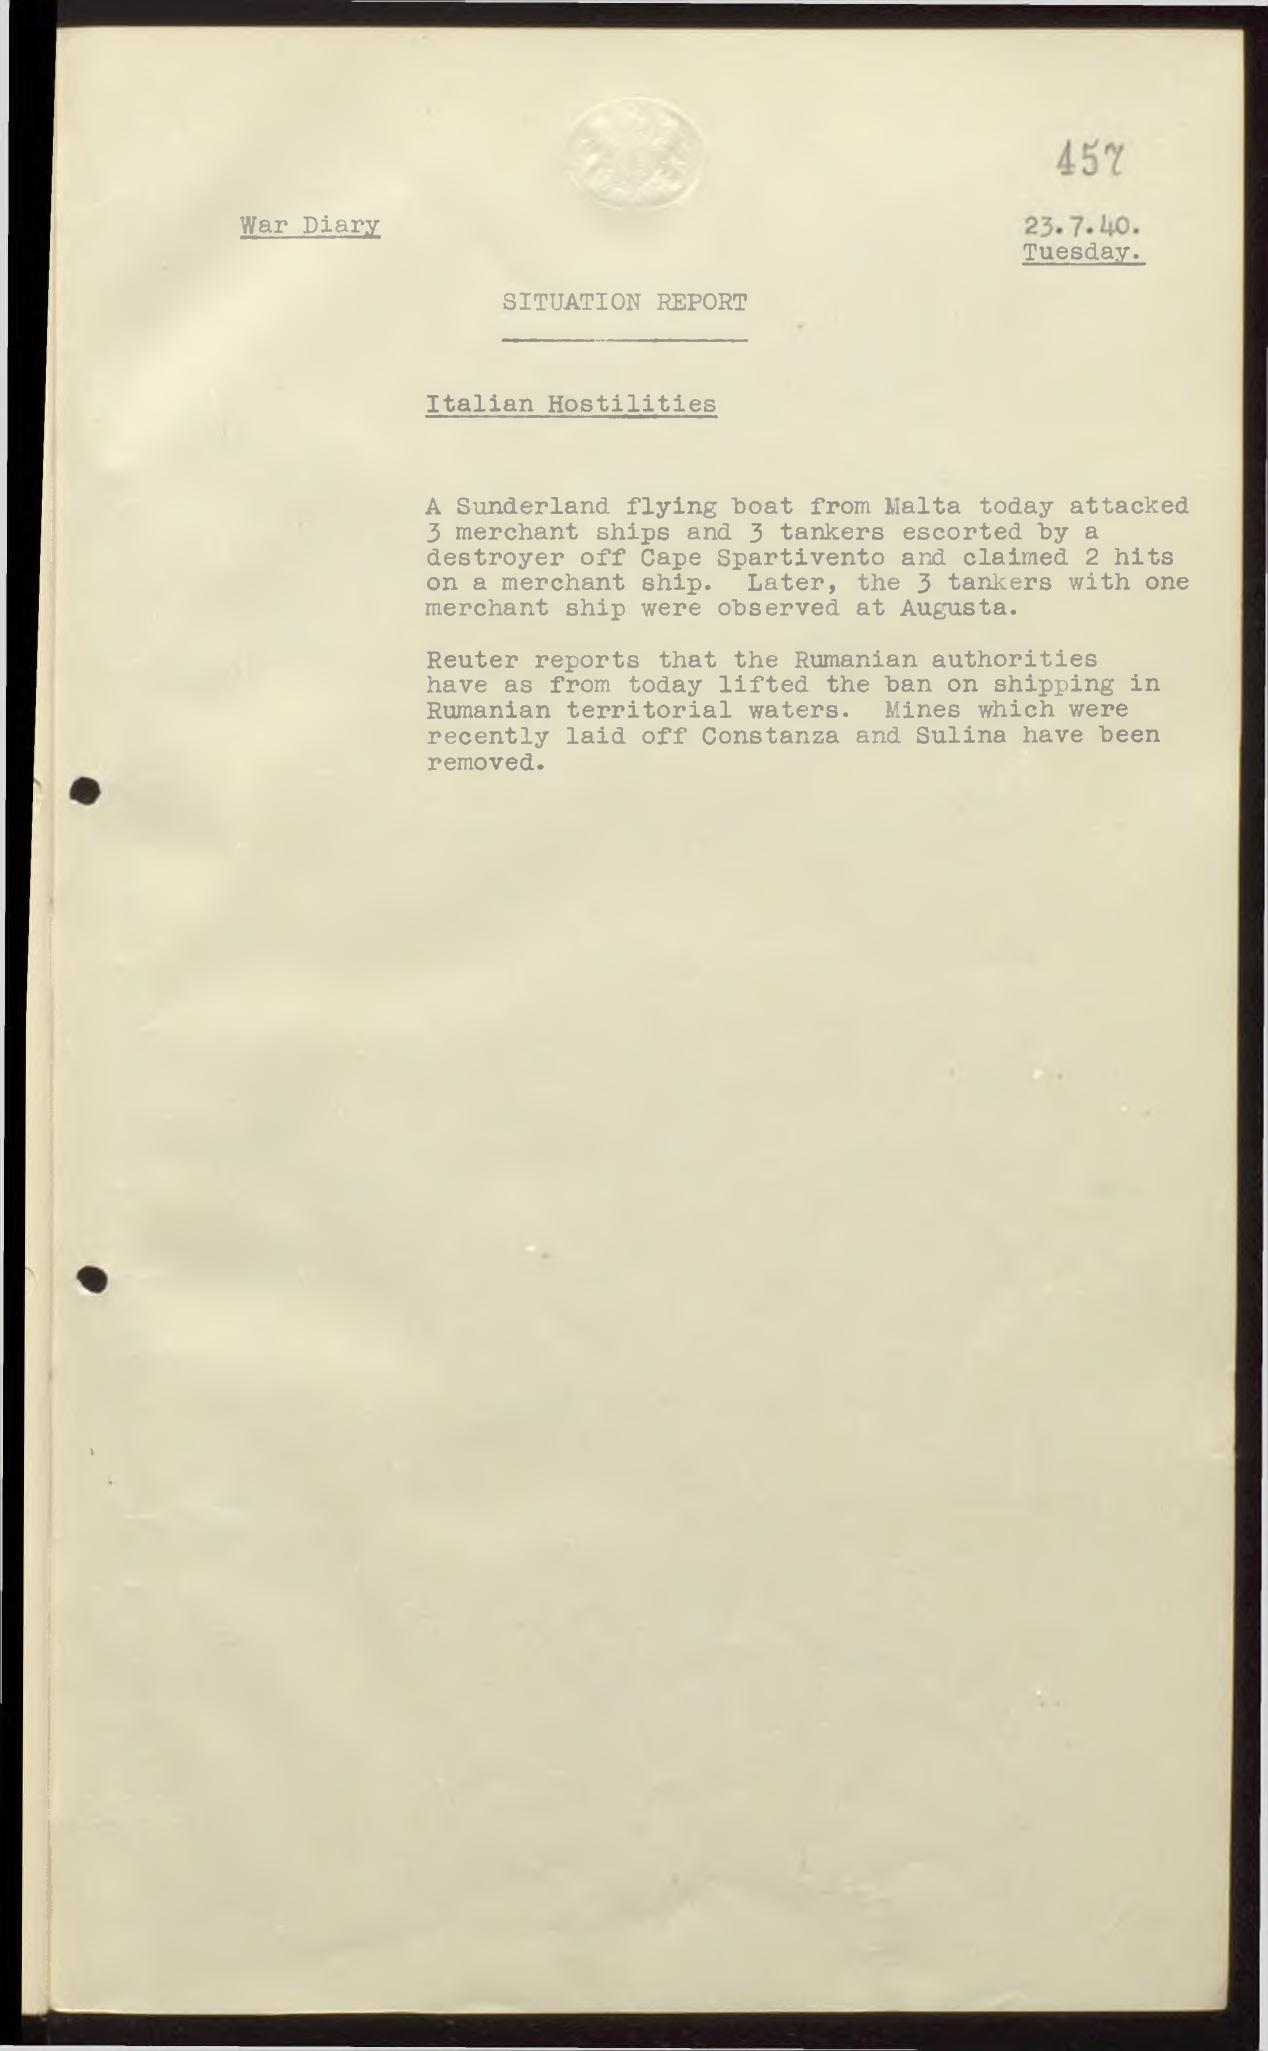 457
War Diary
23.7.40.
Tuesday.
SITUATION REPORT
Italian Hostilities
A Sunderland flying boat from Malta today attacked
3 merchant ships and 3 tankers escorted by a
destroyer off Cape Spartivento and claimed 2 hits
on a merchant ship.  Later, the 3 tankers with one
merchant ship were observed at Augusta.
Reuter reports that the Rumanian authorities
have as from today lifted the ban on shipping in
Rumanian territorial waters.  Mines which were
recently laid off Constanza and Sulina have been
removed.